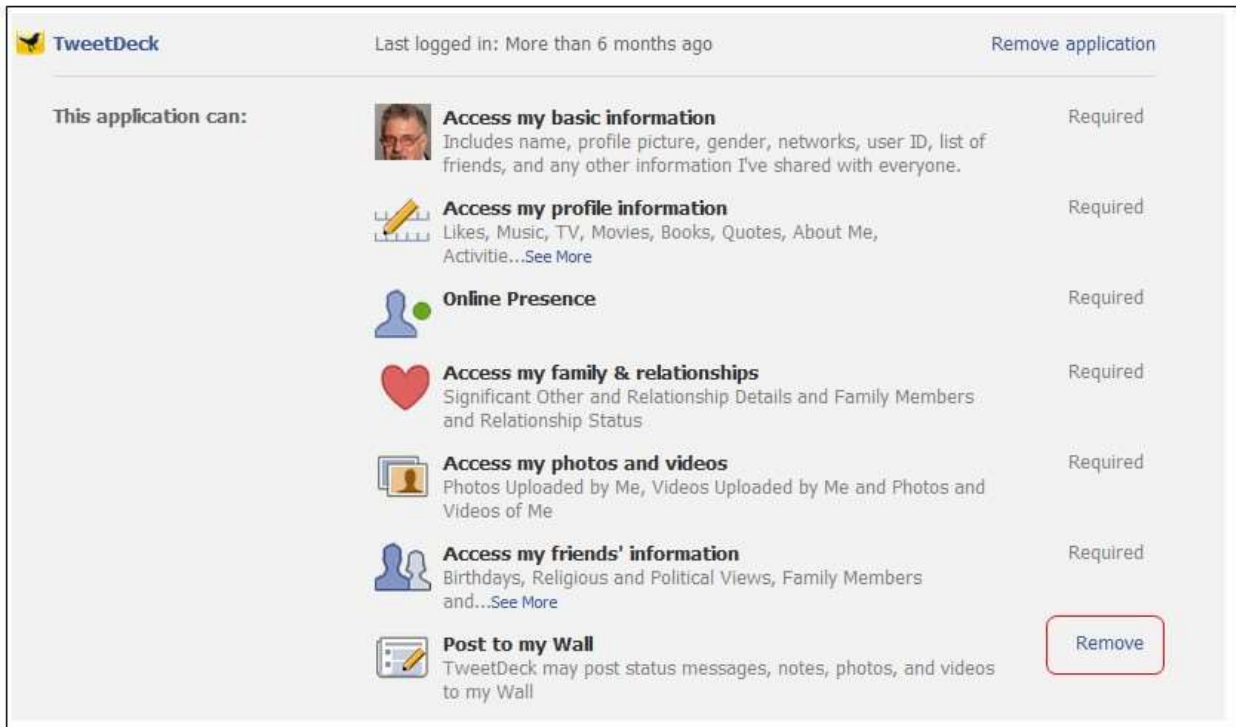 TweetDeck Last logged in: More than 6 months ago Remove application
This application can:
Access my basic information Required
Includes name, profile picture, gender, networks, user ID, list of
friends, and any other information I've shared with everyone.
Access my profile information Required
Likes, Music, TV, Movies, Books, Quotes, About Me,
Activitie...See More
Online Presence Required
Access my family & relationships Required
Significant Other and Relationship Details and Family Members
and Relationship Status
Access my photos and videos Required
Photos Uploaded by Me, Videos Uploaded by Me and Photos and
Videos of Me
Access my friends' information Required
Birthdays, Religious and Political Views, Family Members
and...See More
Post to my Wall Remove
TweetDeck may post status messages, notes, photos, and videos
to my Wall